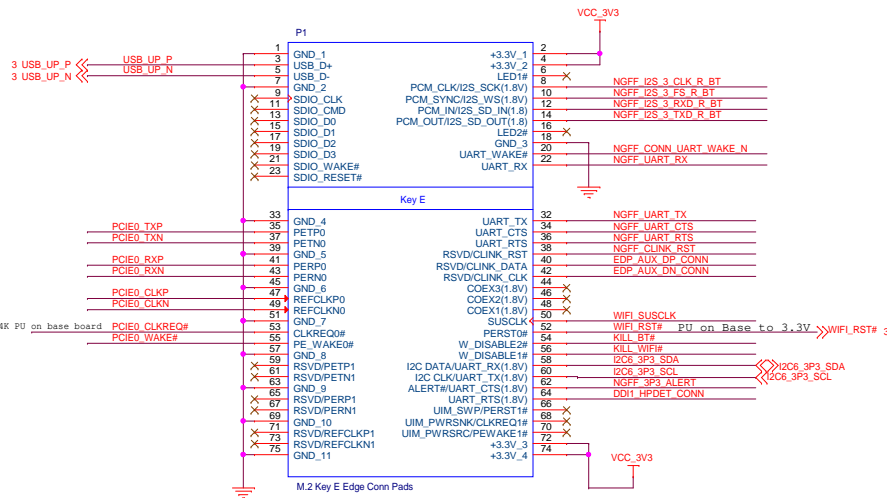 VCC_3V3
P1
1 GND_1 +3.3V_1 2
3 USB_UP_P USB_UP_P 3 USB_D+ +3.3V_2 4
3 USB_UP_N USB_UP_N 5 USB_D- LED1# 6
7 GND_2 PCM_CLK/I2S_SCK(1.8V) 8 NGFF_I2S_3_CLK_R_BT
9 SDIO_CLK PCM_SYNC/I2S_WS(1.8V) 10 NGFF_I2S_3_FS_R_BT
11 SDIO_CMD PCM_IN/I2S_SD_IN(1.8) 12 NGFF_I2S_3_RXD_R_BT
13 SDIO_D0 PCM_OUT/I2S_SD_OUT(1.8) 14 NGFF_I2S_3_TXD_R_BT
15 SDIO_D1 LED2# 16
17 SDIO_D2 GND_3 18
19 SDIO_D3 UART_WAKE# 20 NGFF_CONN_UART_WAKE_N
21 SDIO_WAKE# UART_RX 22 NGFF_UART_RX
23 SDIO_RESET#
Key E
33 GND_4 UART_TX 32 NGFF_UART_TX
PCIE0_TXP 35 PETP0 UART_CTS 34 NGFF_UART_CTS
PCIE0_TXN 37 PETN0 UART_RTS 36 NGFF_UART_RTS
39 GND_5 RSVD/CLINK_RST 38 NGFF_CLINK_RST
PCIE0_RXP 41 PERP0 RSVD/CLINK_DATA 40 EDP_AUX_DP_CONN
PCIE0_RXN 43 PERN0 RSVD/CLINK_CLK 42 EDP_AUX_DN_CONN
45 GND_6 COEX3(1.8V) 44
PCIE0_CLKP 47 REFCLKP0 COEX2(1.8V) 46
PCIE0_CLKN 49 REFCLKN0 COEX1(1.8V) 48
51 GND_7 SUSCLK 50 WIFI_SUSCLK
4K PU on base board PCIE0_CLKREQ# 53 CLKREQ0# PERST0# 52 WIFI_RST# PU on Base to 3.3V WIFI_RST# 3
PCIE0_WAKE# 55 PE_WAKE0# W_DISABLE2# 54 KILL_BT#
57 GND_8 W_DISABLE1# 56 KILL_WIFI#
59 RSVD/PETP1 I2C DATA/UART_RX(1.8V) 58 I2C6_3P3_SDA I2C6_3P3_SDA
61 RSVD/PETN1 I2C CLK/UART_TX(1.8V) 60 I2C6_3P3_SCL I2C6_3P3_SCL
63 GND_9 ALERT#/UART_CTS(1.8V) 62 NGFF_3P3_ALERT
65 RSVD/PERP1 UART_RTS(1.8V) 64 DDI1_HPDET_CONN
67 RSVD/PERN1 UIM_SWP/PERST1# 66
69 GND_10 UIM_PWRSNK/CLKREQ1# 68
71 RSVD/REFCLKP1 UIM_PWRSRC/PEWAKE1# 70
73 RSVD/REFCLKN1 +3.3V_3 72
75 GND_11 +3.3V_4 74
VCC_3V3
M.2 Key E Edge Conn Pads